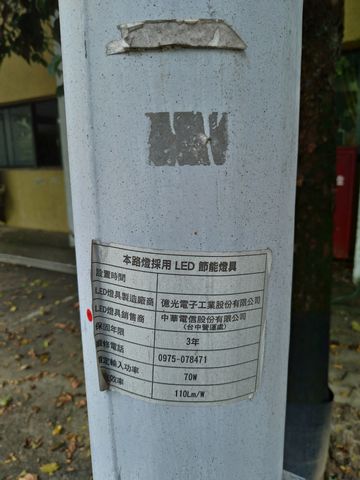 本路燈採用 LED 節能燈具
設置時間
LED燈具製造廠商 億光電子工業股份有限公司
LED燈具銷售商 中華電信股份有限公司
(台中營運處)
保固年限 3年
維修電話 0975-078471
額定輸入功率 70W
效率 110Lm/W